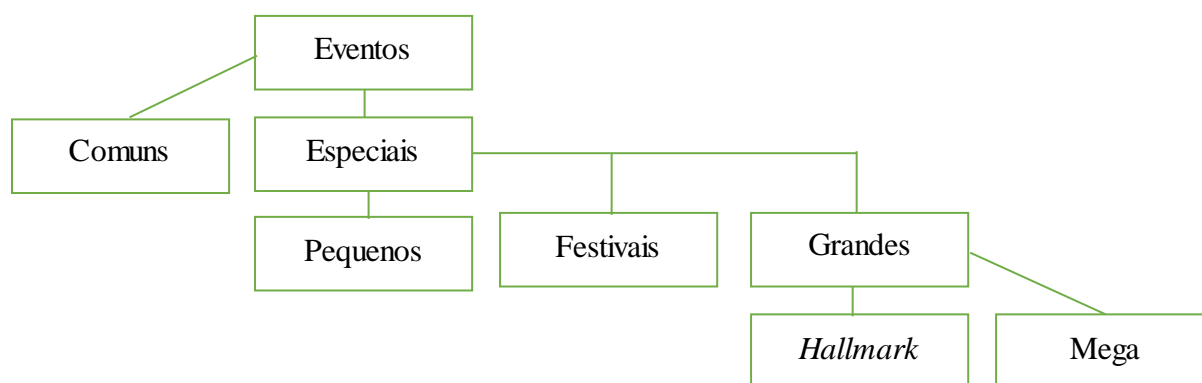 Eventos
Comuns
Especiais
Pequenos
Festivais
Grandes
Hallmark
Mega